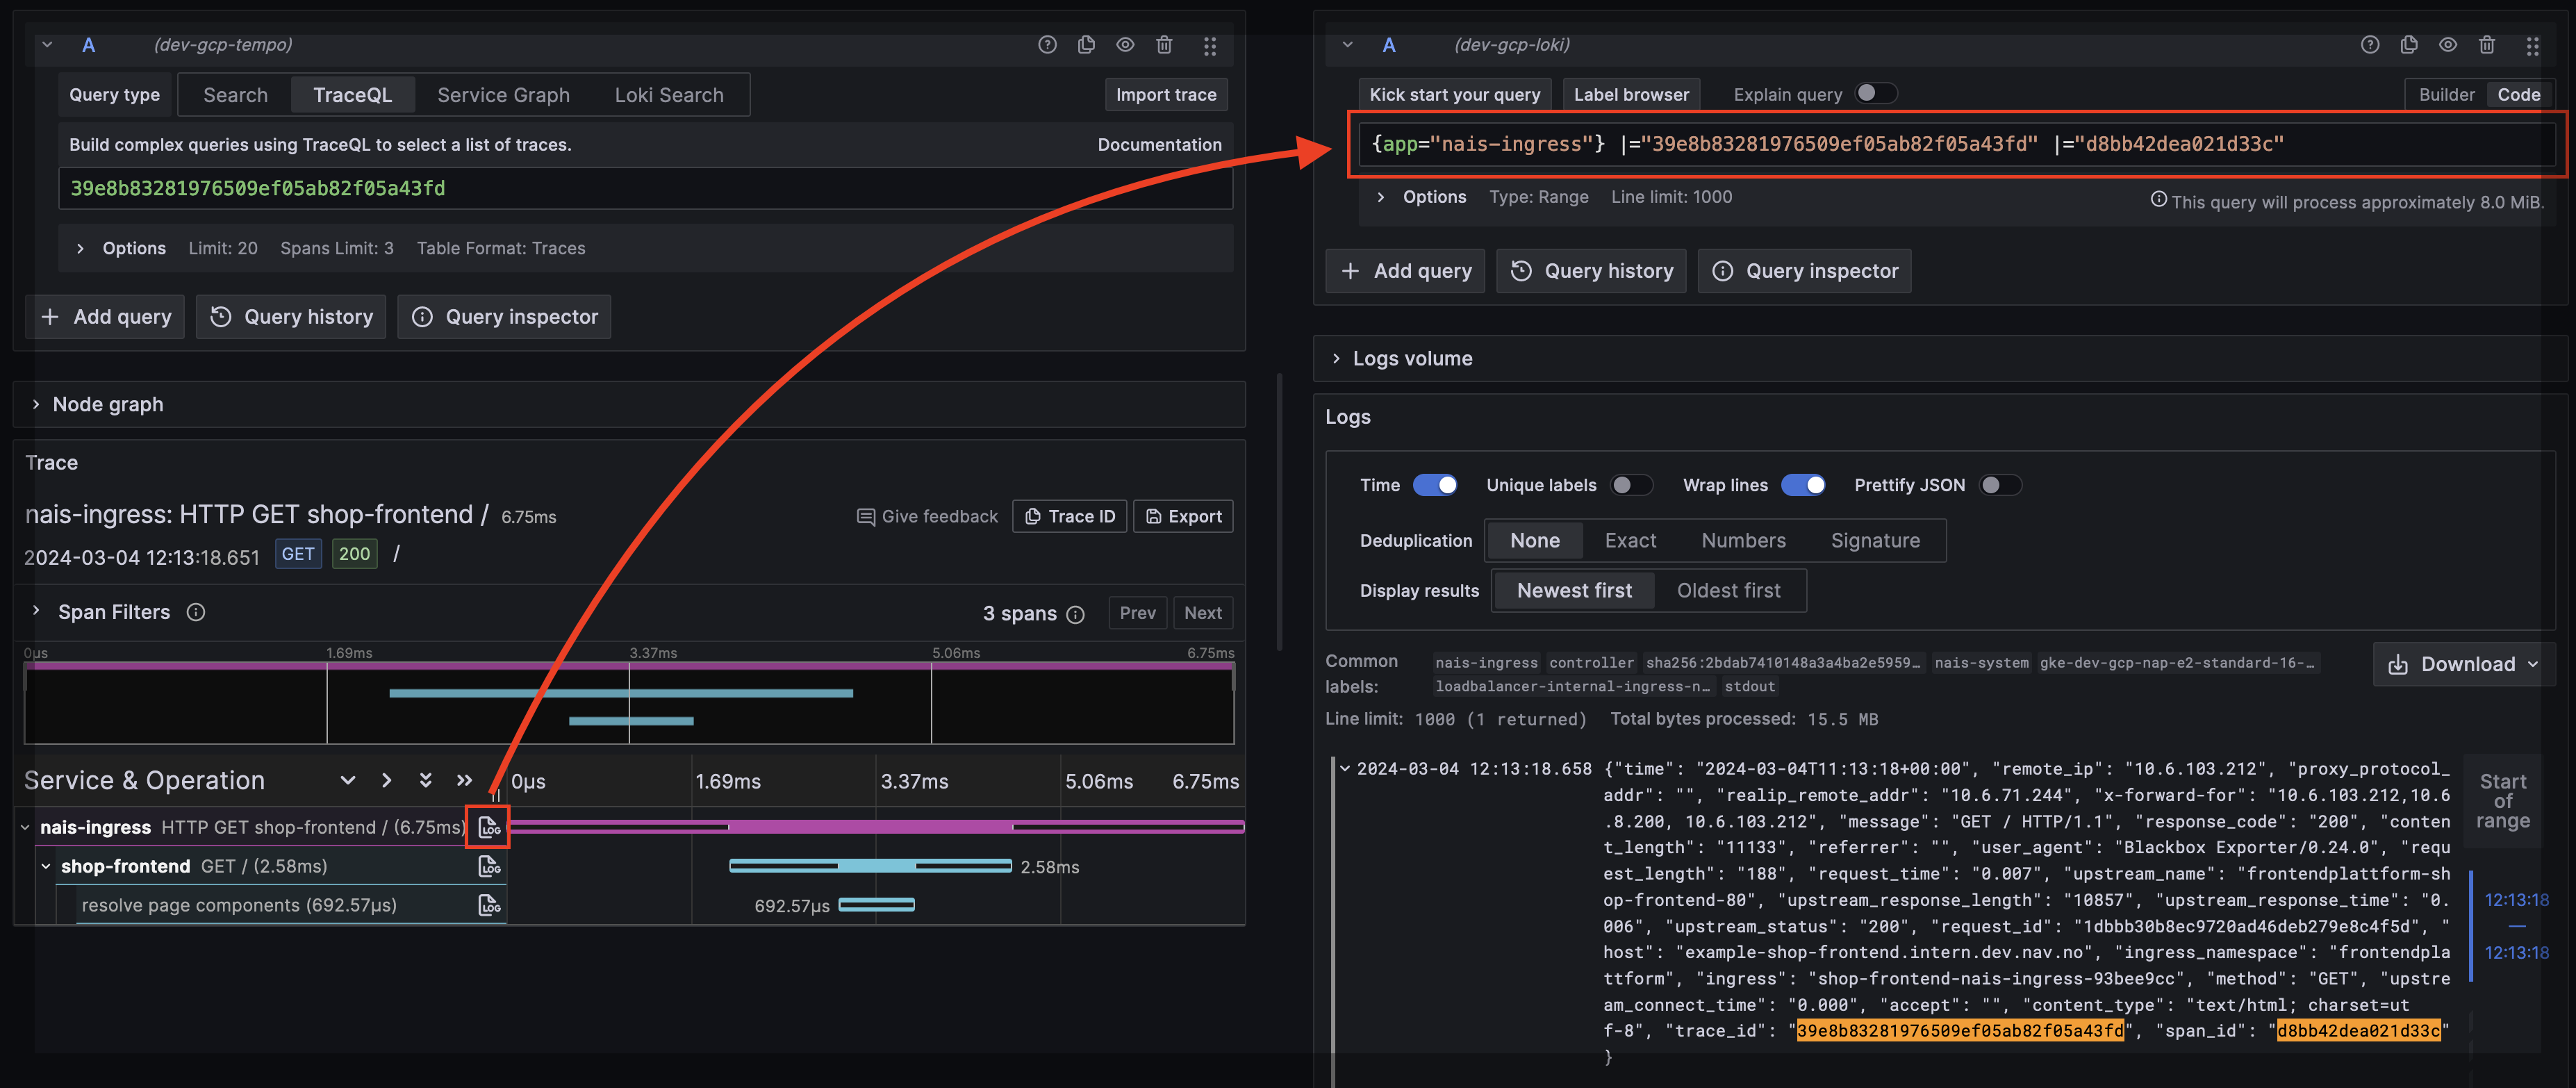 A (dev-gcp-tempo)
Query type Search TraceQL Service Graph Loki Search Import trace
Build complex queries using TraceQL to select a list of traces. Documentation
39e8b83281976509ef05ab82f05a43fd
Options Limit: 20 Spans Limit: 3 Table Format: Traces
+ Add query Query history Query inspector
Node graph
Trace
nais-ingress: HTTP GET shop-frontend / 6.75ms
Give feedback Trace ID Export
2024-03-04 12:13:18.651 GET 200 /
Span Filters 3 spans Prev Next
0µs 1.69ms 3.37ms 5.06ms 6.75ms
Service & Operation 0µs 1.69ms 3.37ms 5.06ms 6.75ms
nais-ingress HTTP GET shop-frontend / (6.75ms) LOG
shop-frontend GET / (2.58ms) LOG 2.58ms
resolve page components (692.57µs) LOG 692.57µs
A (dev-gcp-loki)
Kick start your query Label browser Explain query Builder Code
{app="nais-ingress"} |="39e8b83281976509ef05ab82f05a43fd" |="d8bb42dea021d33c"
Options Type: Range Line limit: 1000 This query will process approximately 8.0 MiB.
+ Add query Query history Query inspector
Logs volume
Logs
Time Unique labels Wrap lines Prettify JSON
Deduplication None Exact Numbers Signature
Display results Newest first Oldest first
Common nais-ingress controller sha256:2bdab7410148a3a4ba2e5959… nais-system gke-dev-gcp-nap-e2-standard-16-…
labels: loadbalancer-internal-ingress-n… stdout
Download
Line limit: 1000 (1 returned) Total bytes processed: 15.5 MB
2024-03-04 12:13:18.658 {"time": "2024-03-04T11:13:18+00:00", "remote_ip": "10.6.103.212", "proxy_protocol_
addr": "", "realip_remote_addr": "10.6.71.244", "x-forward-for": "10.6.103.212,10.6
.8.200, 10.6.103.212", "message": "GET / HTTP/1.1", "response_code": "200", "conten
t_length": "11133", "referrer": "", "user_agent": "Blackbox Exporter/0.24.0", "requ
est_length": "188", "request_time": "0.007", "upstream_name": "frontendplattform-sh
op-frontend-80", "upstream_response_length": "10857", "upstream_response_time": "0.
006", "upstream_status": "200", "request_id": "1dbbb30b8ec9720ad46deb279e8c4f5d", "
host": "example-shop-frontend.intern.dev.nav.no", "ingress_namespace": "frontendpla
ttform", "ingress": "shop-frontend-nais-ingress-93bee9cc", "method": "GET", "upstre
am_connect_time": "0.000", "accept": "", "content_type": "text/html; charset=ut
f-8", "trace_id": "39e8b83281976509ef05ab82f05a43fd", "span_id": "d8bb42dea021d33c"
}
Start
of
range
12:13:18
—
12:13:18